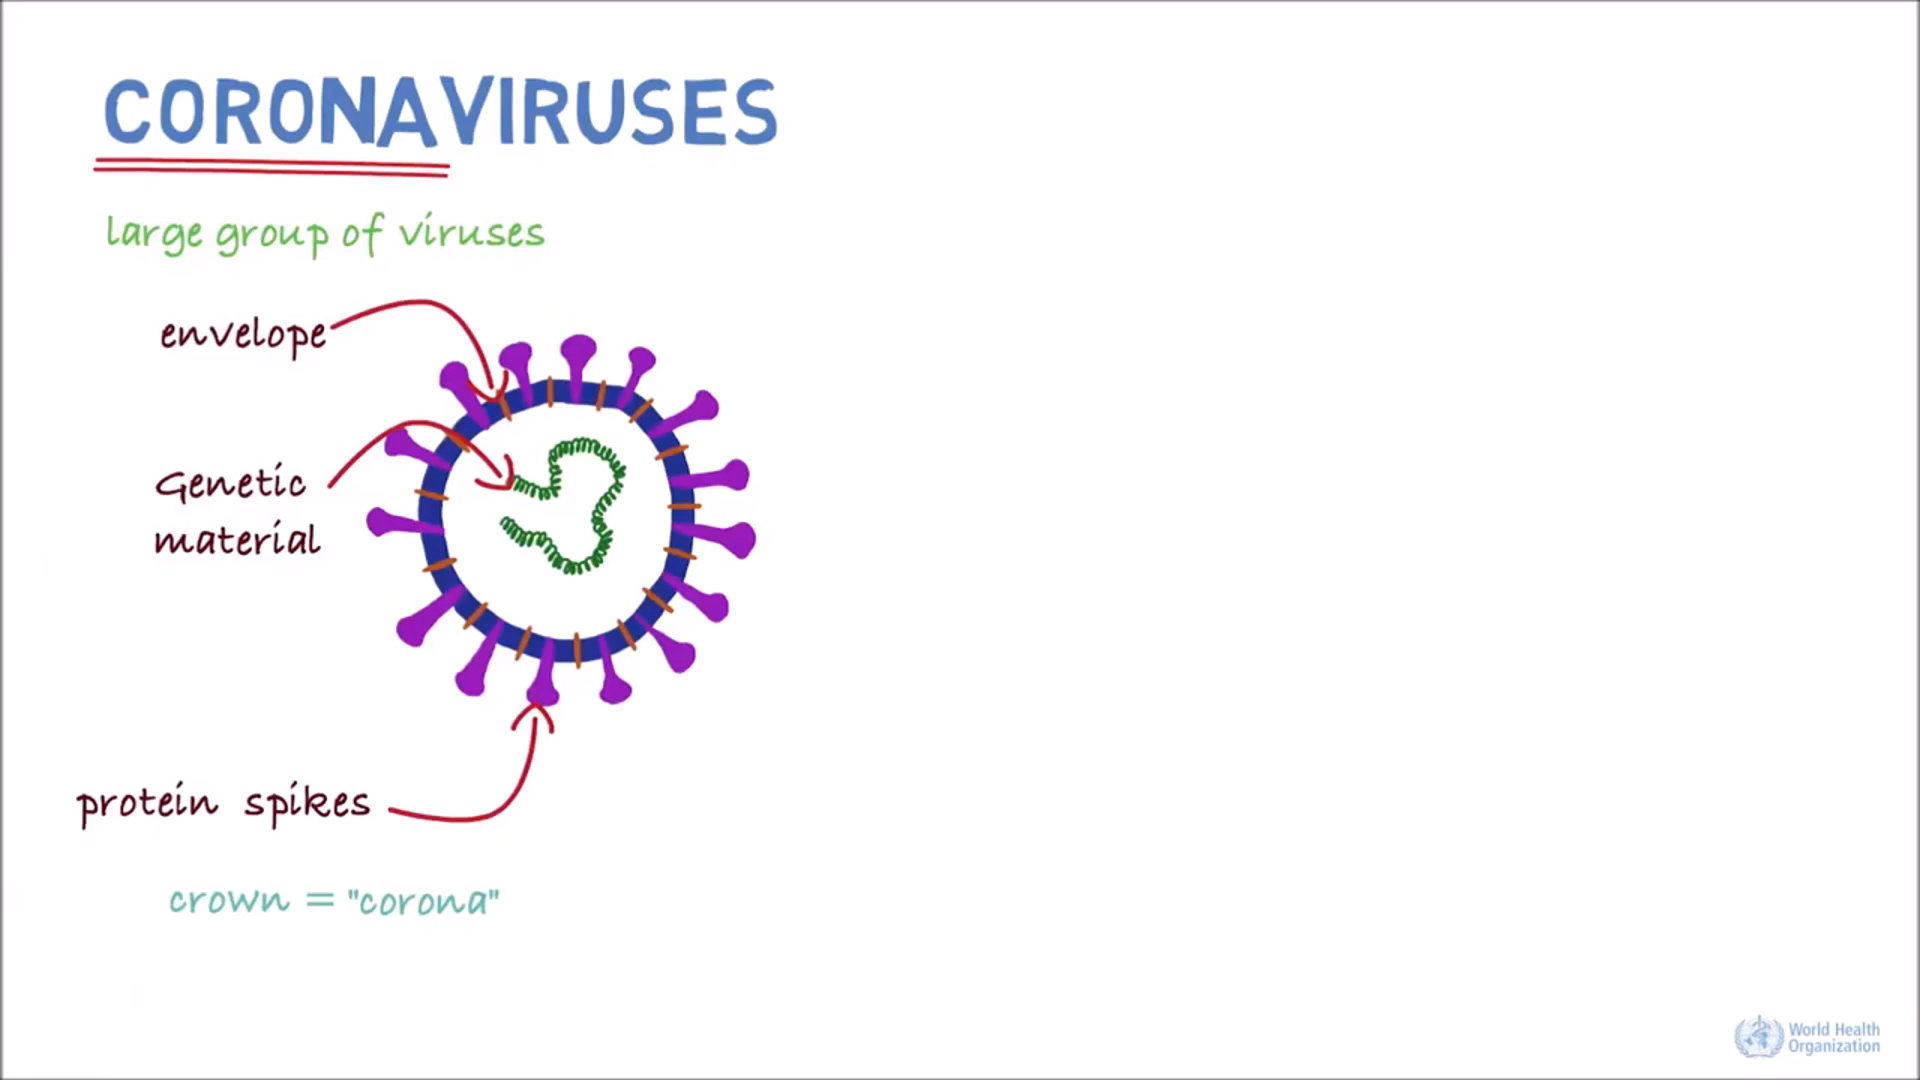 CORONAVIRUSES
large group of viruses
envelope
Genetic
material
protein spikes
crown = "corona"
World Health
Organization